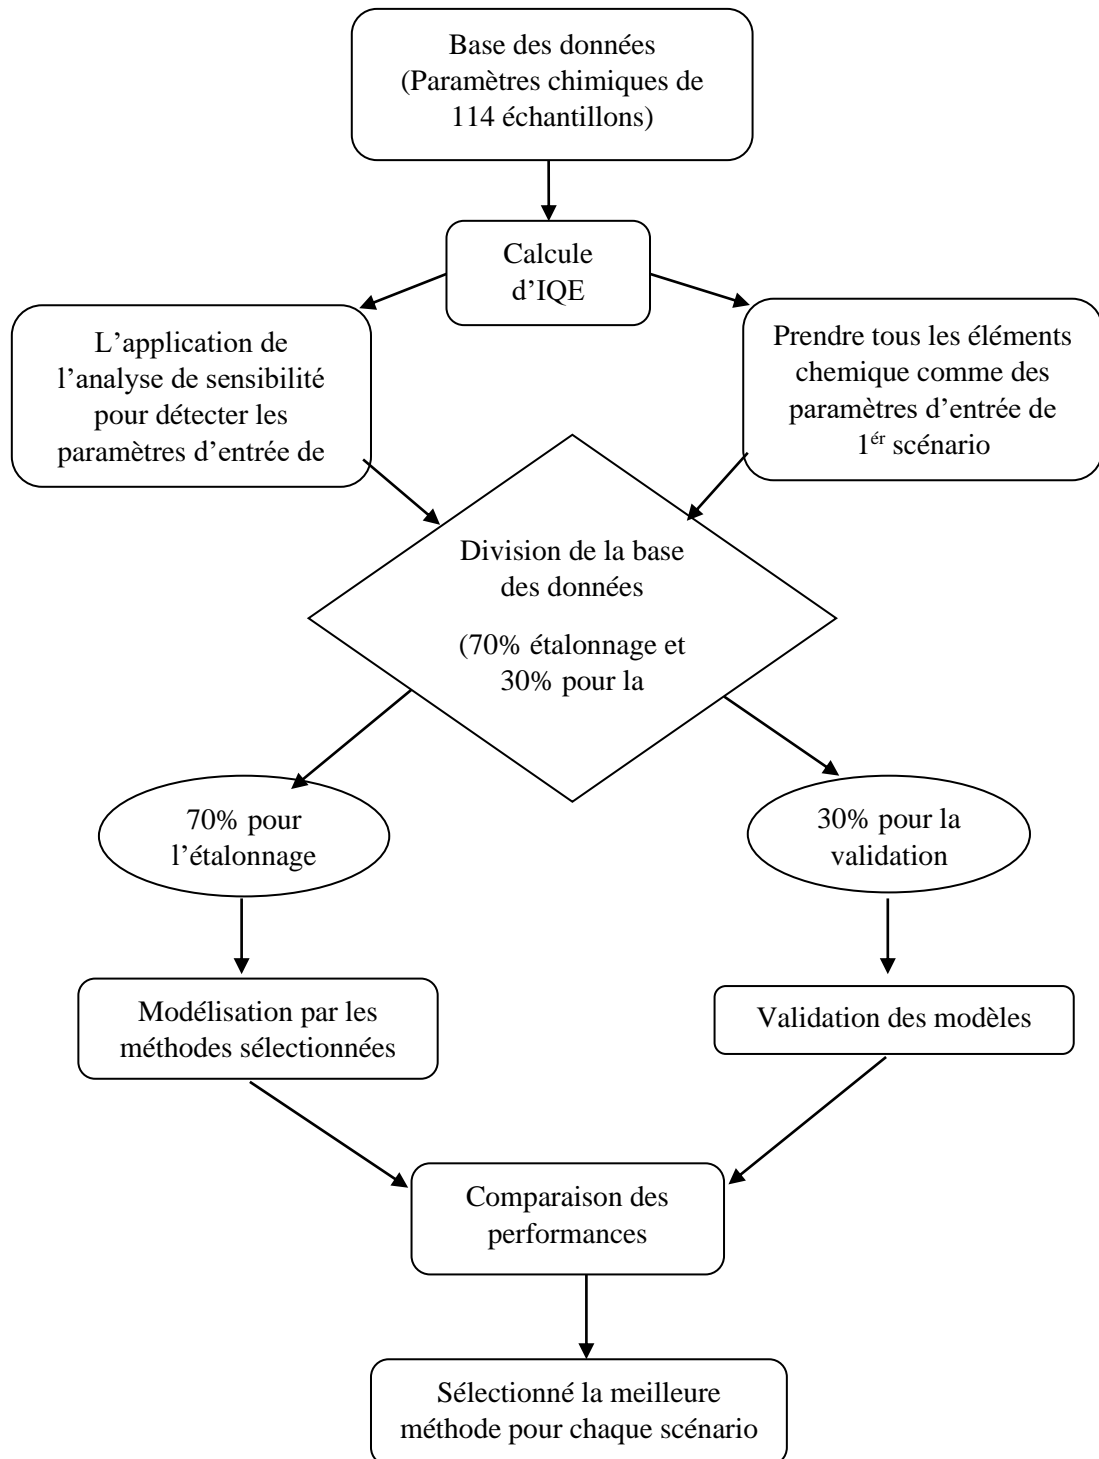 Base des données
(Paramètres chimiques de
114 échantillons)
Calcule
d’IQE
L’application de
l’analyse de sensibilité
pour détecter les
paramètres d’entrée de
Prendre tous les éléments
chemique comme des
paramètres d’entrée de
1ér scénario
Division de la base
des données
(70% étalonnage et
30% pour la
70% pour
l’étalonnage
30% pour la
validation
Modélisation par les
méthodes sélectionnées
Validation des modèles
Comparaison des
performances
Sélectionné la meilleure
méthode pour chaque scénario